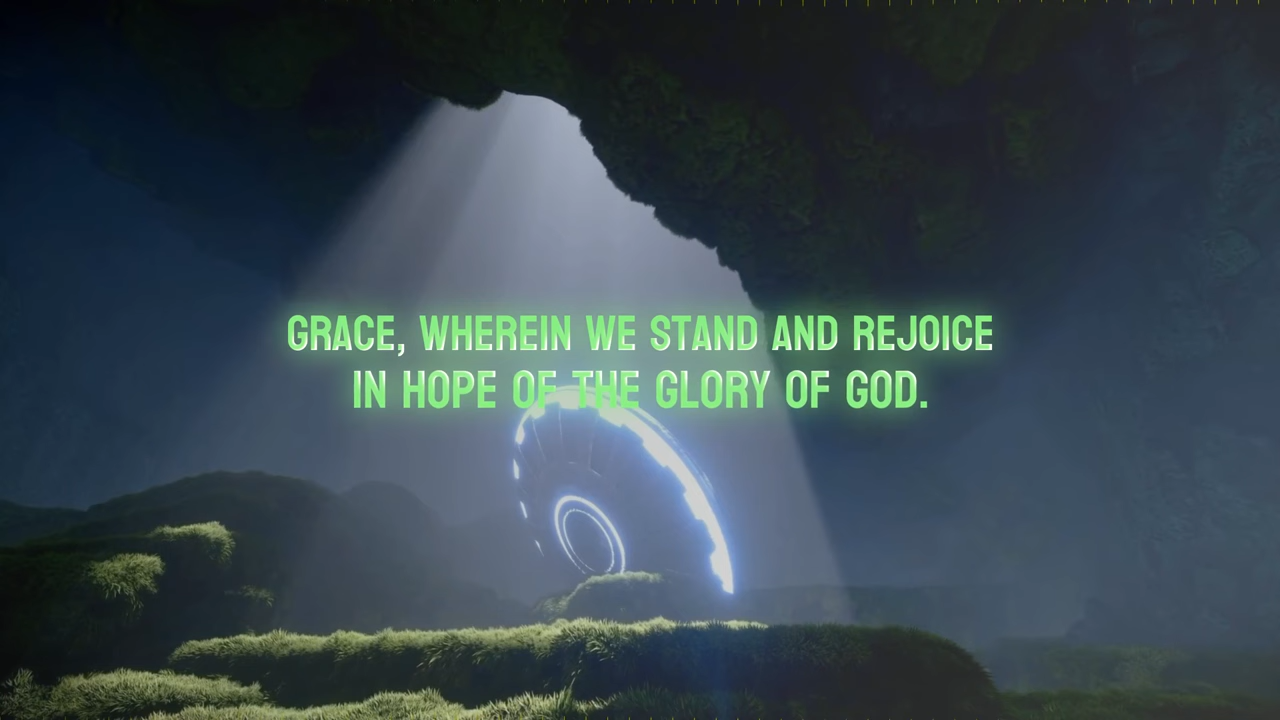 GRACE, WHEREIN WE STAND AND REJOICE
IN HOPE OF THE GLORY OF GOD.